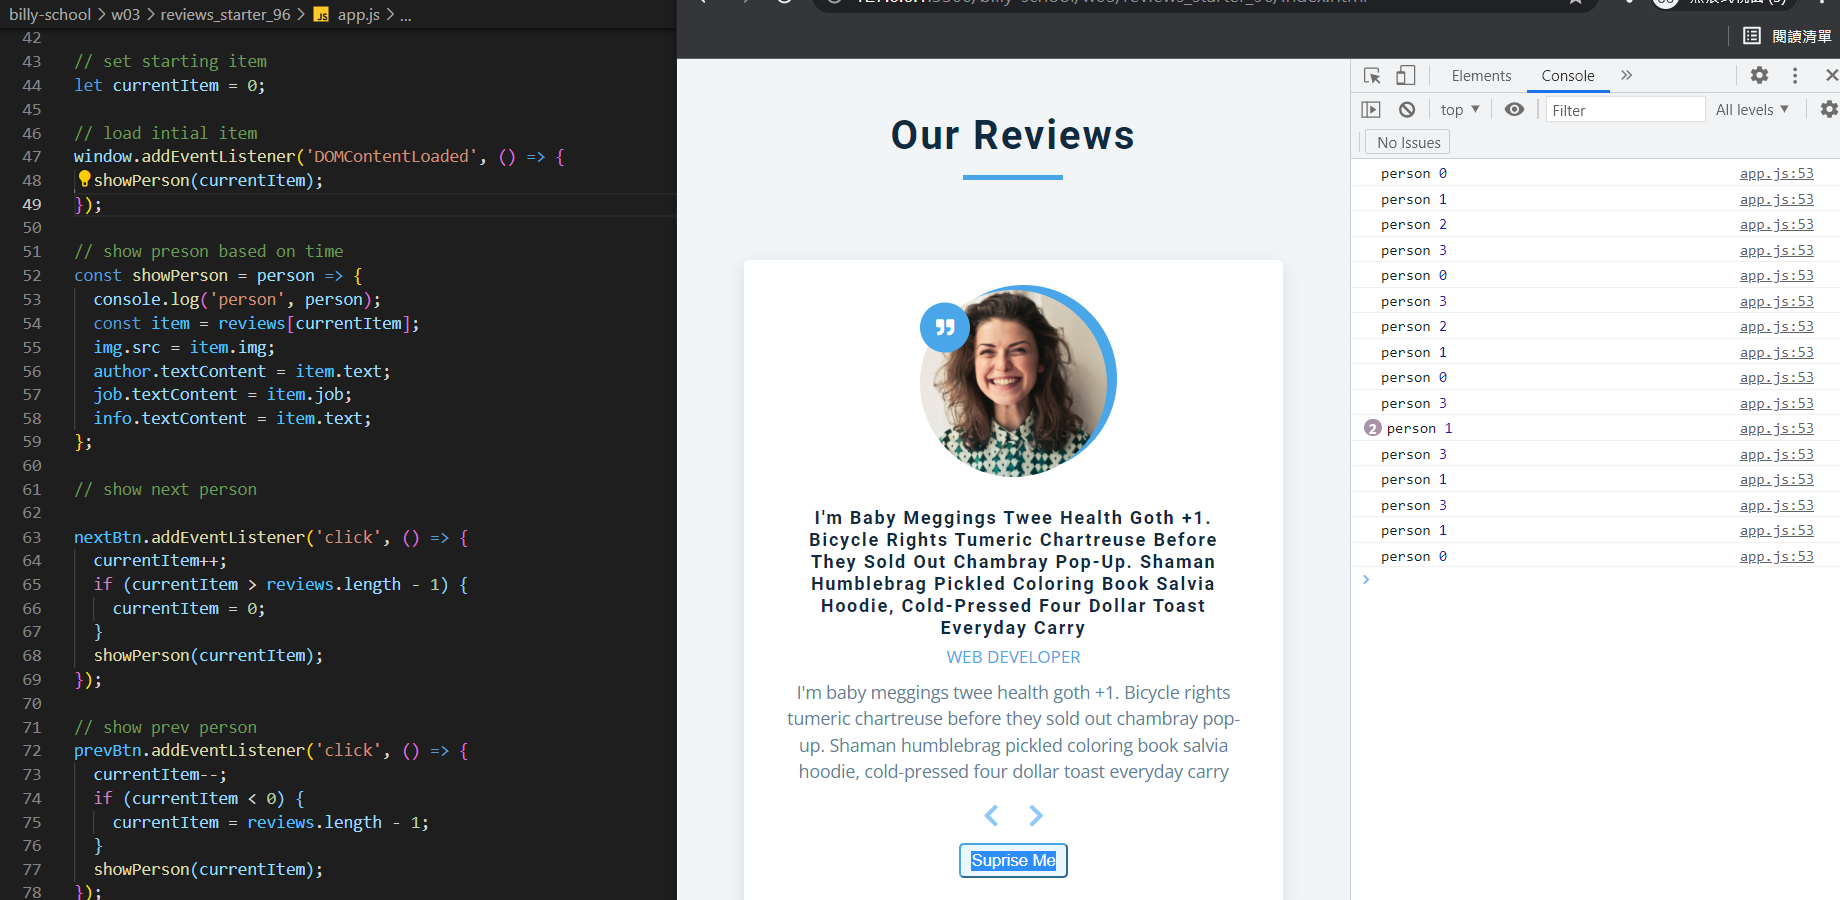 billy-school > w03 > reviews_starter_96 > JS app.js > ...
42
43 // set starting item
44 let currentItem = 0;
45
46 // load intial item
47 window.addEventListener('DOMContentLoaded', () => {
48 showPerson(currentItem);
49 });
50
51 // show preson based on time
52 const showPerson = person => {
53 console.log('person', person);
54 const item = reviews[currentItem];
55 img.src = item.img;
56 author.textContent = item.text;
57 job.textContent = item.job;
58 info.textContent = item.text;
59 };
60
61 // show next person
62
63 nextBtn.addEventListener('click', () => {
64 currentItem++;
65 if (currentItem > reviews.length - 1) {
66 currentItem = 0;
67 }
68 showPerson(currentItem);
69 });
70
71 // show prev person
72 prevBtn.addEventListener('click', () => {
73 currentItem--;
74 if (currentItem < 0) {
75 currentItem = reviews.length - 1;
76 }
77 showPerson(currentItem);
78 });
閱讀清單
Our Reviews
I'm Baby Meggings Twee Health Goth +1.
Bicycle Rights Tumeric Chartreuse Before
They Sold Out Chambray Pop-Up. Shaman
Humblebrag Pickled Coloring Book Salvia
Hoodie, Cold-Pressed Four Dollar Toast
Everyday Carry
WEB DEVELOPER
I'm baby meggings twee health goth +1. Bicycle rights
tumeric chartreuse before they sold out chambray pop-
up. Shaman humblebrag pickled coloring book salvia
hoodie, cold-pressed four dollar toast everyday carry
Suprise Me
Elements Console
top Filter All levels
No Issues
person 0 app.js:53
person 1 app.js:53
person 2 app.js:53
person 3 app.js:53
person 0 app.js:53
person 3 app.js:53
person 2 app.js:53
person 1 app.js:53
person 0 app.js:53
person 3 app.js:53
2 person 1 app.js:53
person 3 app.js:53
person 1 app.js:53
person 3 app.js:53
person 1 app.js:53
person 0 app.js:53